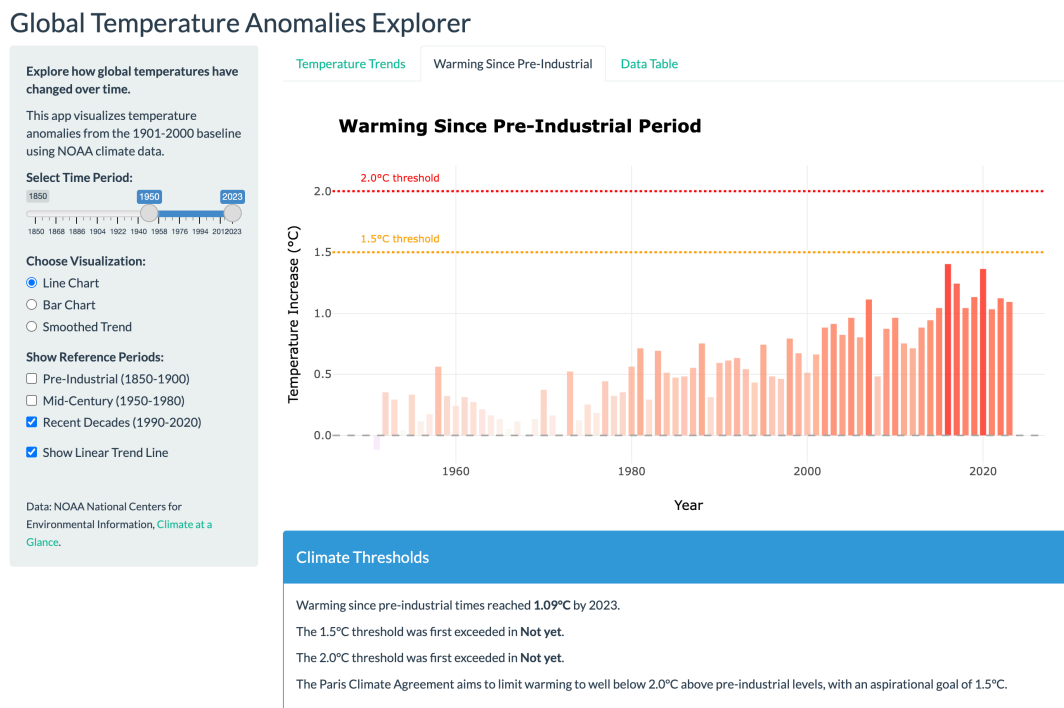 Global Temperature Anomalies Explorer
Explore how global temperatures have
changed over time.
This app visualizes temperature
anomalies from the 1901-2000 baseline
using NOAA climate data.
Select Time Period:
1850 1950 2023
1850 1868 1886 1904 1922 1940 1958 1976 1994 2012 2023
Choose Visualization:
Line Chart
Bar Chart
Smoothed Trend
Show Reference Periods:
Pre-Industrial (1850-1900)
Mid-Century (1950-1980)
Recent Decades (1990-2020)
Show Linear Trend Line
Data: NOAA National Centers for
Environmental Information, Climate at a
Glance.
Temperature Trends Warming Since Pre-Industrial Data Table
Warming Since Pre-Industrial Period
2.0°C threshold
2.0
1.5°C threshold
1.5
1.0
0.5
0.0
Temperature Increase (°C)
1960 1980 2000 2020
Year
Climate Thresholds
Warming since pre-industrial times reached 1.09°C by 2023.
The 1.5°C threshold was first exceeded in Not yet.
The 2.0°C threshold was first exceeded in Not yet.
The Paris Climate Agreement aims to limit warming to well below 2.0°C above pre-industrial levels, with an aspirational goal of 1.5°C.